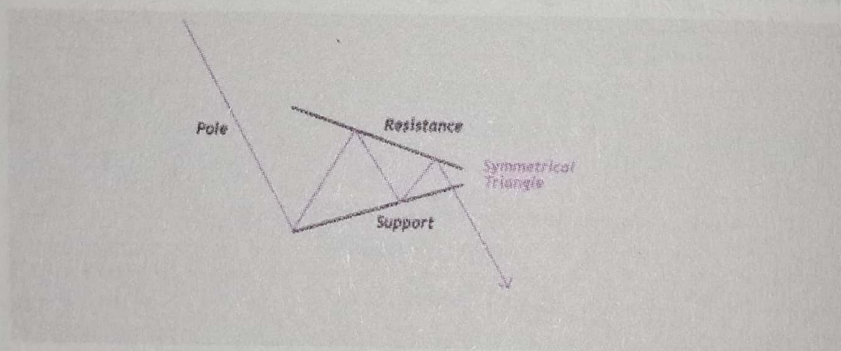 Pole
Resistance
Symmetrical
Triangle
Support